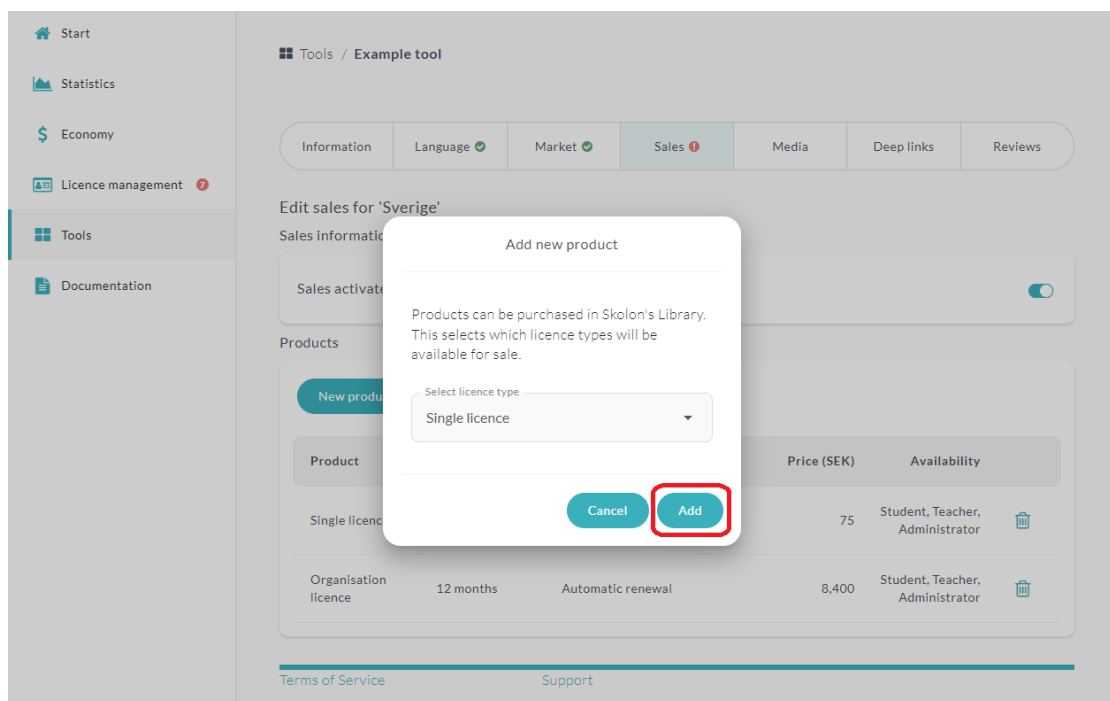 Start
Statistics
Economy
Licence management 7
Tools
Documentation
Tools / Example tool
Information Language Market Sales Media Deep links Reviews
Edit sales for 'Sverige'
Sales informatio
Sales activate
Products
New produ
Product Price (SEK) Availability
Single licenc 75 Student, Teacher,
Administrator
Organisation
licence 12 months Automatic renewal 8,400 Student, Teacher,
Administrator
Add new product
Products can be purchased in Skolon's Library.
This selects which licence types will be
available for sale.
Select licence type
Single licence
Cancel Add
Terms of Service Support